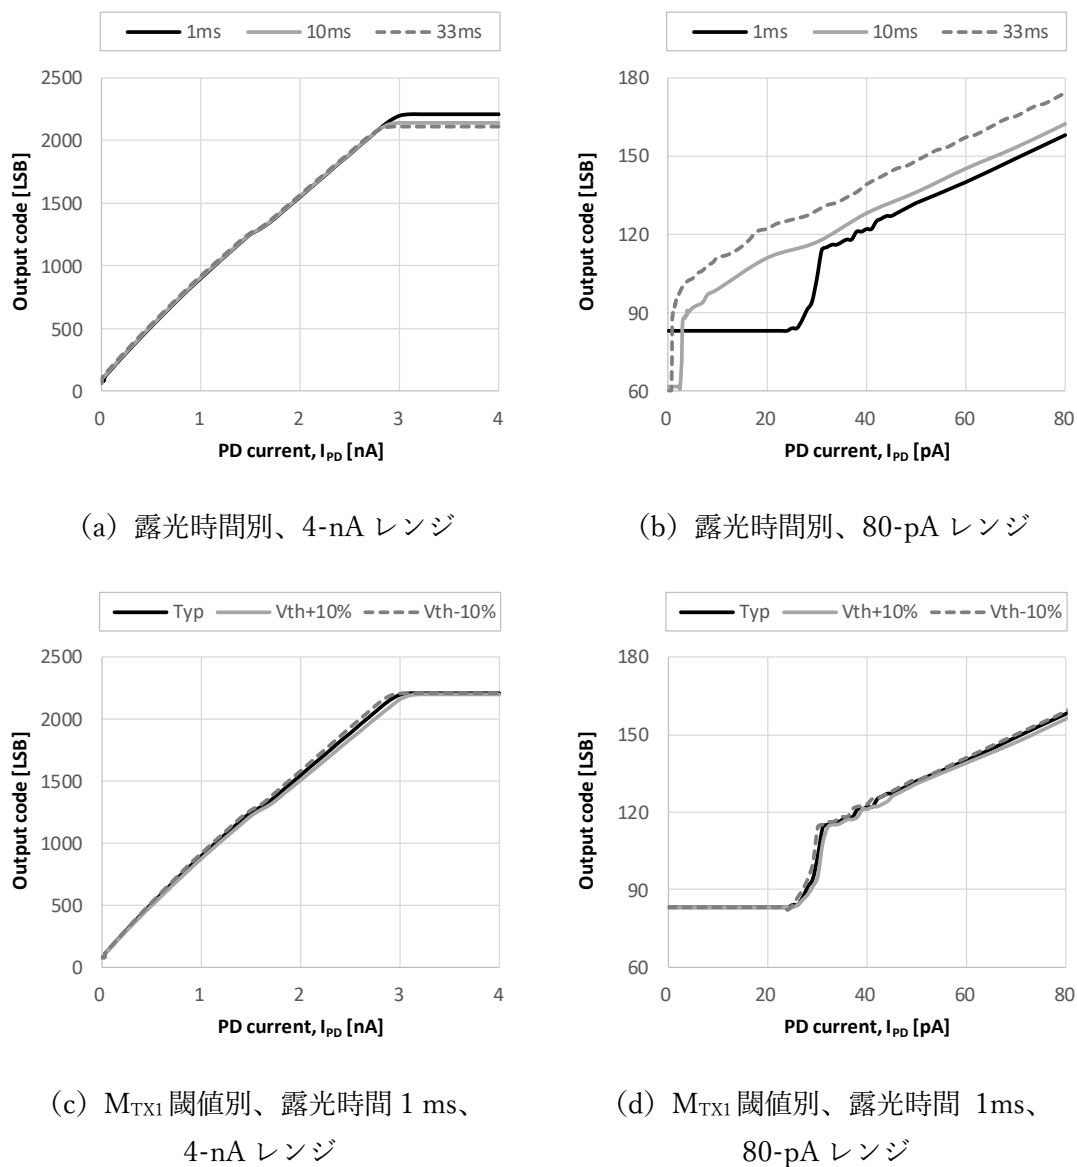 1ms 10ms 33ms
2500
2000
1500
1000
500
0
Output code [LSB]
0 1 2 3 4
PD current, IPD [nA]
(a) 露光時間別、4-nA レンジ
1ms 10ms 33ms
180
150
120
90
60
Output code [LSB]
0 20 40 60 80
PD current, IPD [pA]
(b) 露光時間別、80-pA レンジ
Typ Vth+10% Vth-10%
2500
2000
1500
1000
500
0
Output code [LSB]
0 1 2 3 4
PD current, IPD [nA]
(c) MTX1 閾値別、露光時間 1 ms、
4-nA レンジ
Typ Vth+10% Vth-10%
180
150
120
90
60
Output code [LSB]
0 20 40 60 80
PD current, IPD [pA]
(d) MTX1 閾値別、露光時間 1ms、
80-pA レンジ